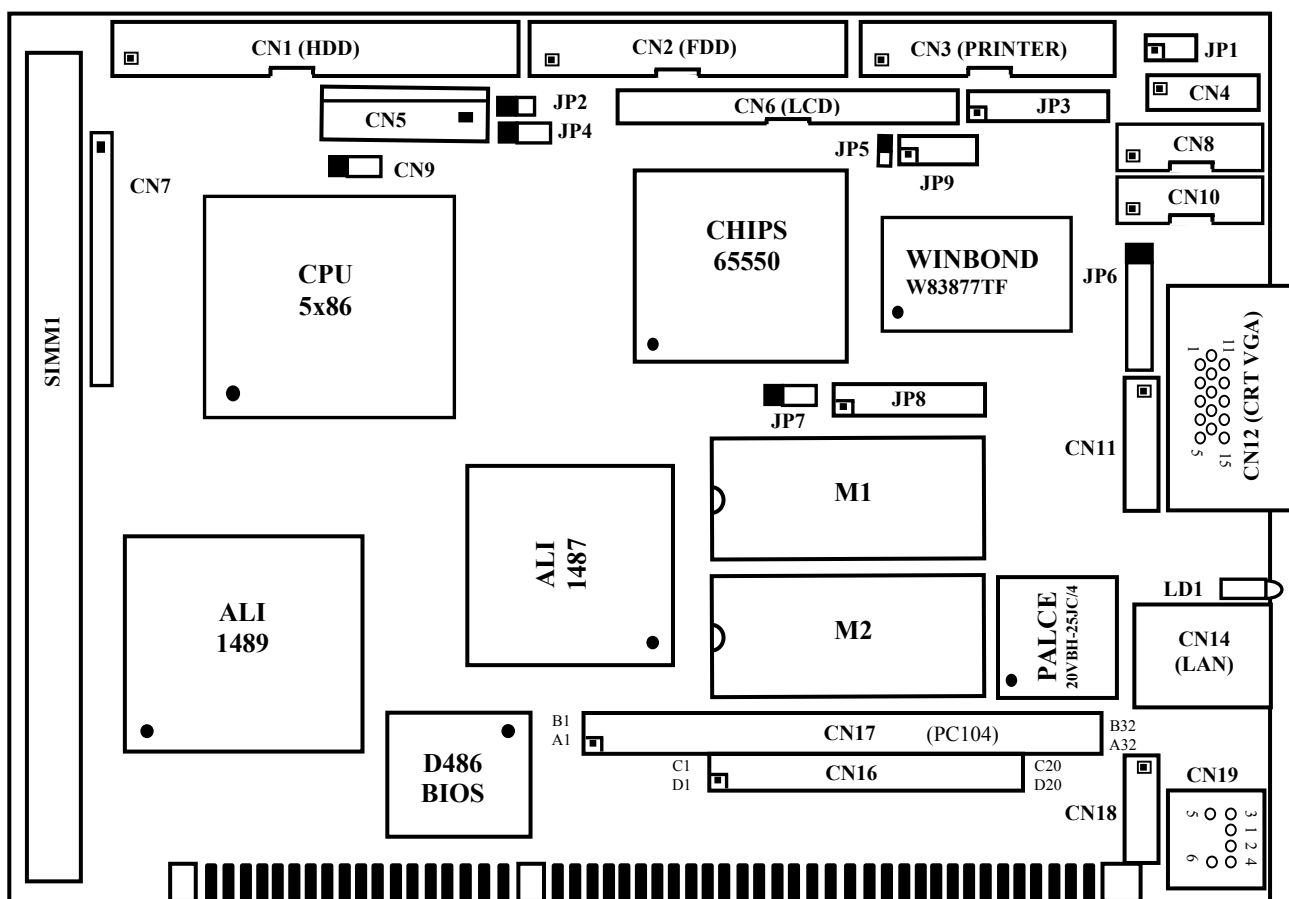 CN1 (HDD)
CN2 (FDD)
CN3 (PRINTER)
JP1
CN4
CN5
JP2
JP4
CN6 (LCD)
JP3
JP5
JP9
CN8
CN7
CN9
CN10
CPU
5x86
CHIPS
65550
WINBOND
W83877TF
JP6
SIMM1
CN12 (CRT VGA)
1
11
5
15
JP7
JP8
CN11
M1
ALI
1487
ALI
1489
M2
PALCE
20VBH-25JC/4
LD1
CN14
(LAN)
B1
A1
CN17 (PC104)
B32
A32
C1
D1
CN16
C20
D20
D486
BIOS
CN18
CN19
5
3
1
2
6
4